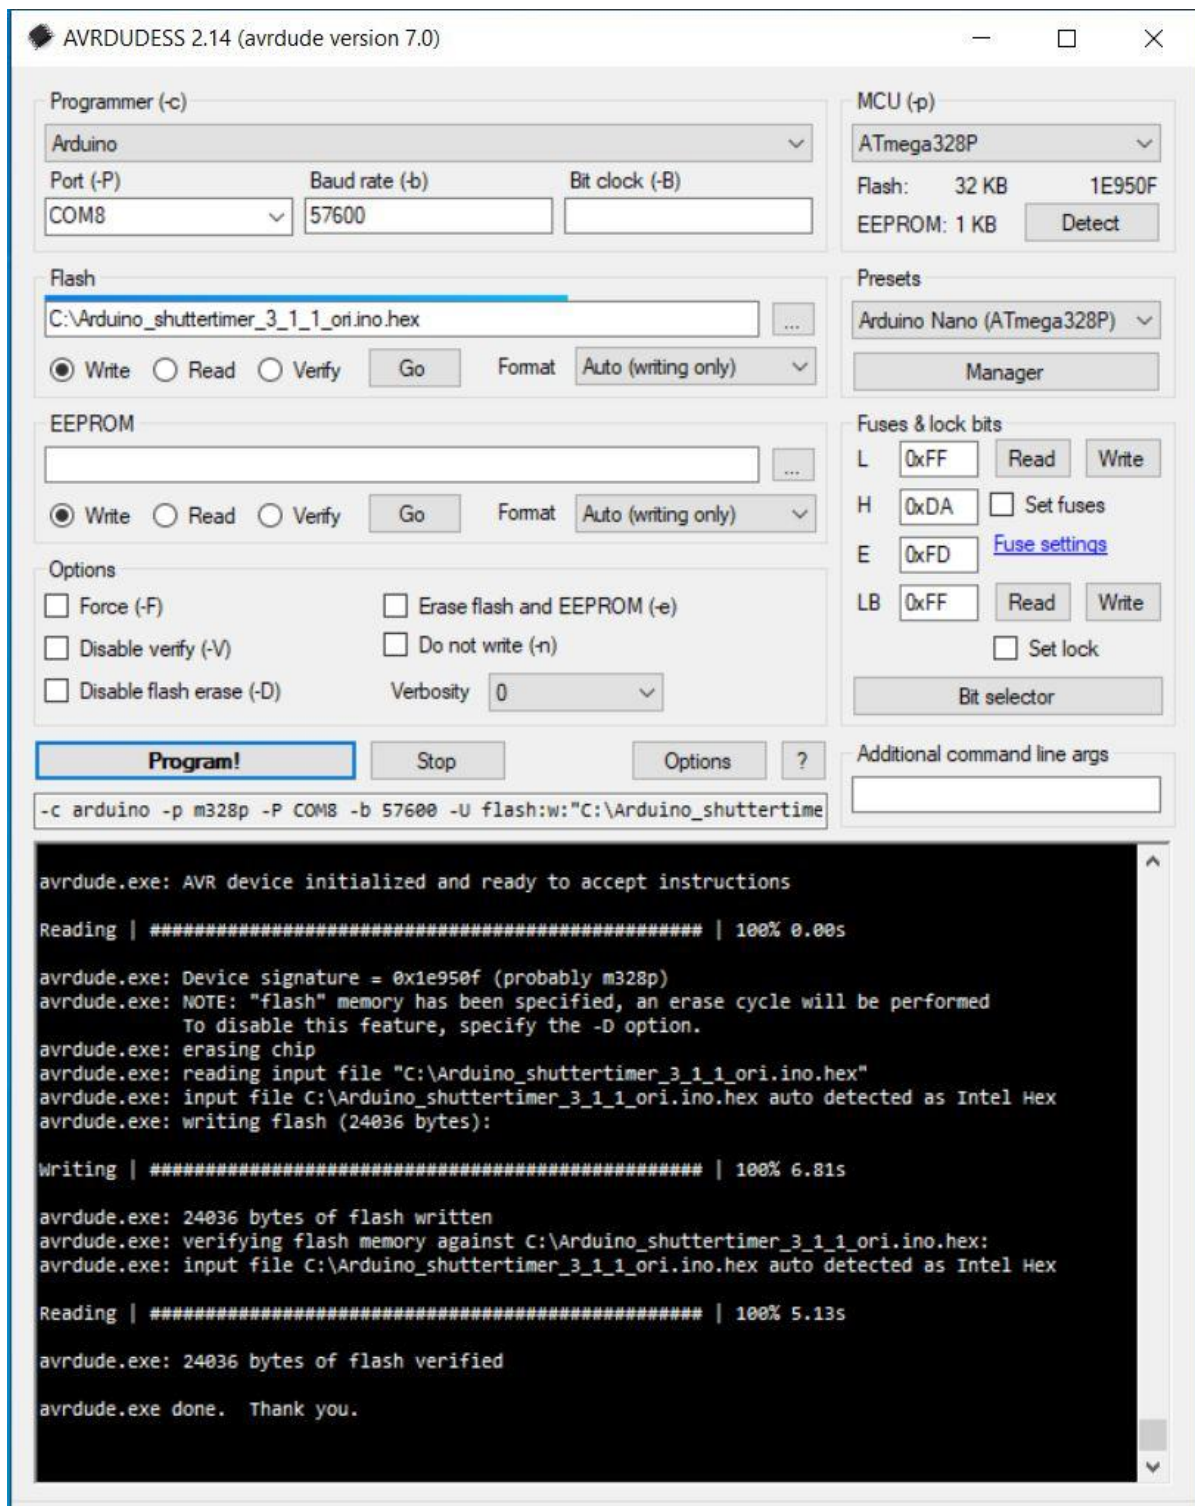 AVRDUDESS 2.14 (avrdude version 7.0)
Programmer (-c)
Arduino
Port (-P) Baud rate (-b) Bit clock (-B)
COM8 57600
MCU (-p)
ATmega328P
Flash: 32 KB 1E950F
EEPROM: 1 KB Detect
Flash
C:\Arduino_shuttertimer_3_1_1_ori.ino.hex ...
Write Read Verify Go Format Auto (writing only)
Presets
Arduino Nano (ATmega328P)
Manager
EEPROM
...
Write Read Verify Go Format Auto (writing only)
Fuses & lock bits
L 0xFF Read Write
H 0xDA Set fuses
E 0xFD Fuse settings
LB 0xFF Read Write
Set lock
Bit selector
Options
Force (-F) Erase flash and EEPROM (-e)
Disable verify (-V) Do not write (-n)
Disable flash erase (-D) Verbosity 0
Program! Stop Options ?
Additional command line args
-c arduino -p m328p -P COM8 -b 57600 -U flash:w:"C:\Arduino_shuttertime
avrdude.exe: AVR device initialized and ready to accept instructions
Reading | ################################################## | 100% 0.00s
avrdude.exe: Device signature = 0x1e950f (probably m328p)
avrdude.exe: NOTE: "flash" memory has been specified, an erase cycle will be performed
To disable this feature, specify the -D option.
avrdude.exe: erasing chip
avrdude.exe: reading input file "C:\Arduino_shuttertimer_3_1_1_ori.ino.hex"
avrdude.exe: input file C:\Arduino_shuttertimer_3_1_1_ori.ino.hex auto detected as Intel Hex
avrdude.exe: writing flash (24036 bytes):
Writing | ################################################## | 100% 6.81s
avrdude.exe: 24036 bytes of flash written
avrdude.exe: verifying flash memory against C:\Arduino_shuttertimer_3_1_1_ori.ino.hex:
avrdude.exe: input file C:\Arduino_shuttertimer_3_1_1_ori.ino.hex auto detected as Intel Hex
Reading | ################################################## | 100% 5.13s
avrdude.exe: 24036 bytes of flash verified
avrdude.exe done.  Thank you.